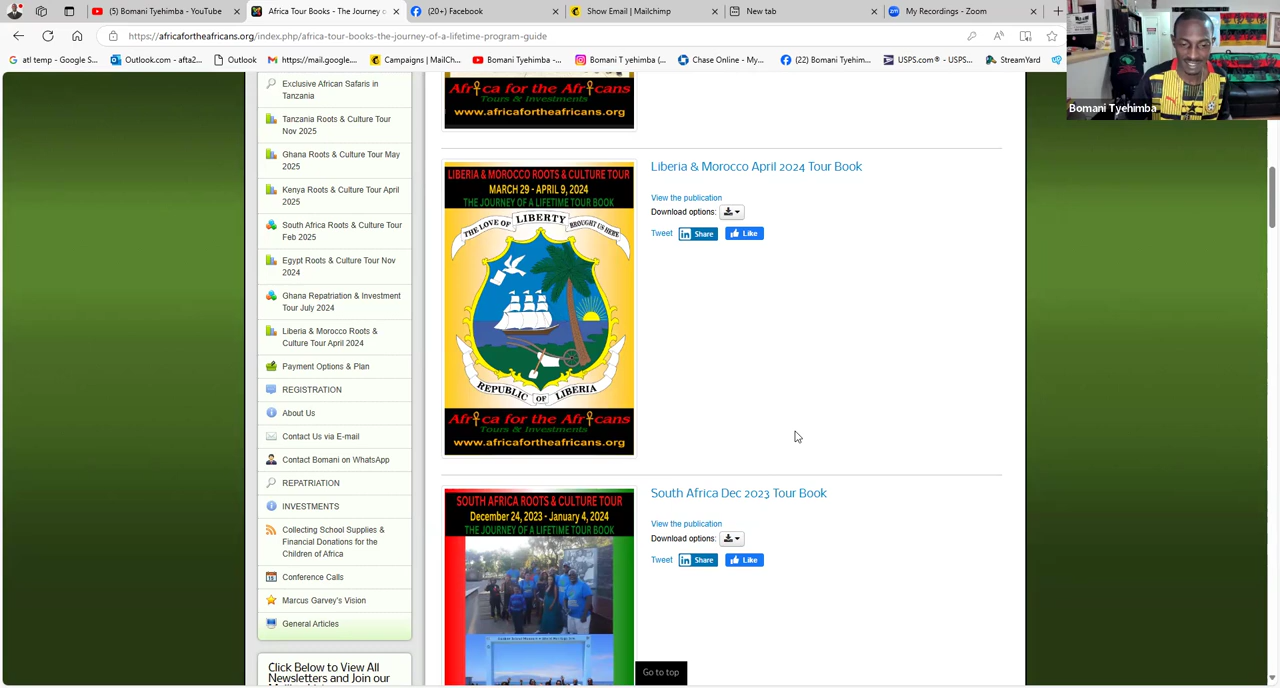 (5) Bomani Tyehimba - YouTube
Africa Tour Books - The Journey o
(20+) Facebook
Show Email | Mailchimp
New tab
My Recordings - Zoom
https://africafortheafricans.org/index.php/africa-tour-books-the-journey-of-a-lifetime-program-guide
atl temp - Google S...
Outlook.com - afta2...
Outlook
https://mail.google....
Campaigns | MailCh...
Bomani Tyehimba -...
Bomani T yehimba (...
Chase Online - My...
(22) Bomani Tyehim...
USPS.com® - USPS...
StreamYard
Bomani Tyehimba
Exclusive African Safaris in
Tanzania
Tanzania Roots & Culture Tour
Nov 2025
Ghana Roots & Culture Tour May
2025
Kenya Roots & Culture Tour April
2025
South Africa Roots & Culture Tour
Feb 2025
Egypt Roots & Culture Tour Nov
2024
Ghana Repatriation & Investment
Tour July 2024
Liberia & Morocco Roots &
Culture Tour April 2024
Payment Options & Plan
REGISTRATION
About Us
Contact Us via E-mail
Contact Bomani on WhatsApp
REPATRIATION
INVESTMENTS
Collecting School Supplies &
Financial Donations for the
Children of Africa
Conference Calls
Marcus Garvey's Vision
General Articles
Click Below to View All
Newsletters and Join our
Africa for the Africans
Tours & Investments
www.africafortheafricans.org
LIBERIA & MOROCCO ROOTS & CULTURE TOUR
MARCH 29 - APRIL 9, 2024
THE JOURNEY OF A LIFETIME TOUR BOOK
THE LOVE OF LIBERTY BROUGHT US HERE
REPUBLIC OF LIBERIA
Africa for the Africans
Tours & Investments
www.africafortheafricans.org
Liberia & Morocco April 2024 Tour Book
View the publication
Download options:
Tweet
in Share
Like
SOUTH AFRICA ROOTS & CULTURE TOUR
December 24, 2023 - January 4, 2024
THE JOURNEY OF A LIFETIME TOUR BOOK
South Africa Dec 2023 Tour Book
View the publication
Download options:
Tweet
in Share
Like
Go to top